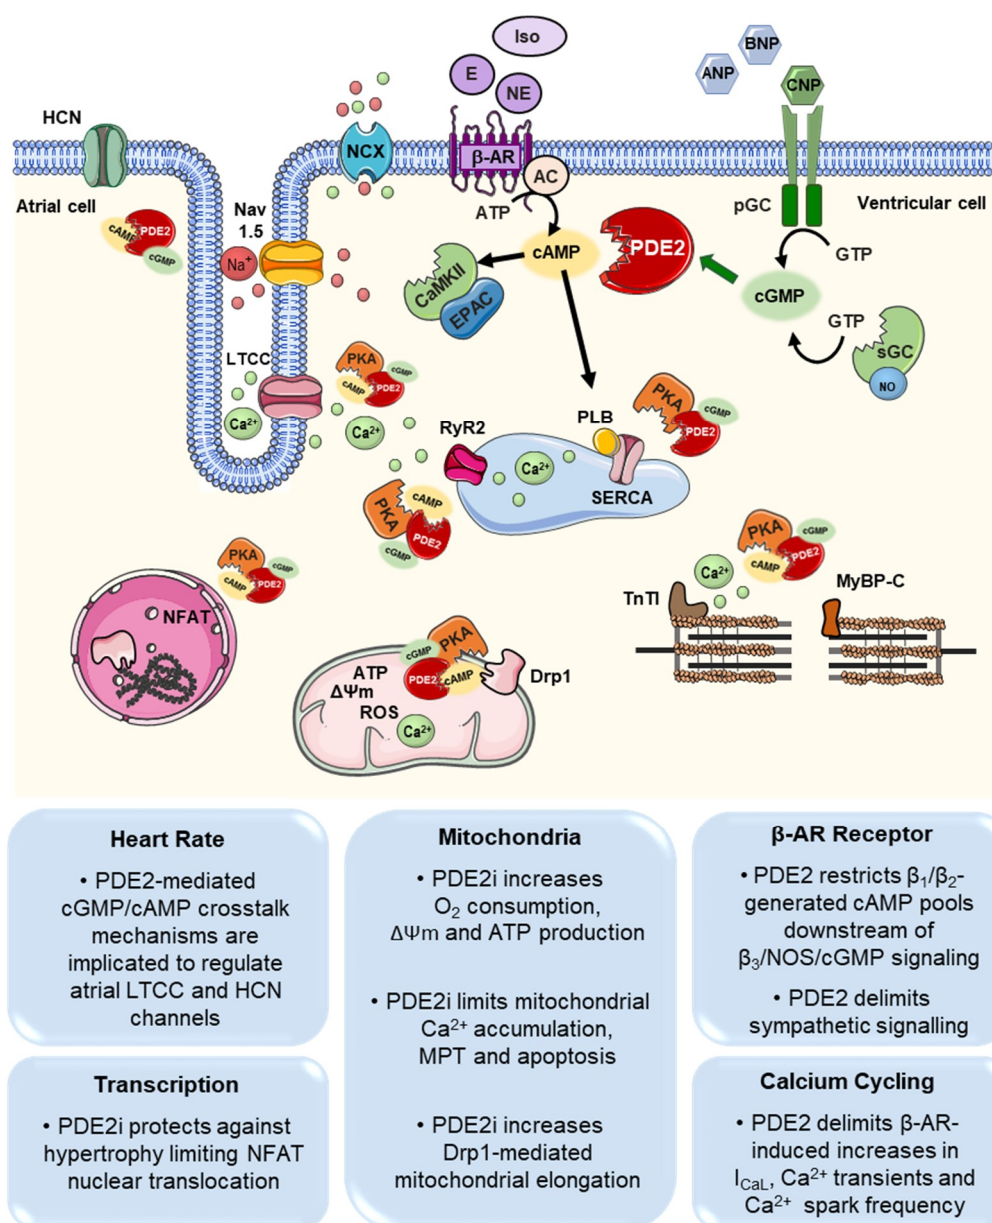 Iso
BNP
E
ANP
NE
CNP
HCN
NCX
β-AR
AC
Atrial cell
Nav
1.5
ATP
pGC
Ventricular cell
cAMP
PDE2
cGMP
Na⁺
cAMP
PDE2
GTP
CaMKII
EPAC
cGMP
GTP
sGC
NO
LTCC
PKA
cGMP
cAMP
PDE2
Ca²⁺
Ca²⁺
RyR2
PLB
PKA
cGMP
PDE2
Ca²⁺
SERCA
PKA
cAMP
PDE2
cGMP
PKA
cGMP
cAMP
PDE2
NFAT
PKA
cGMP
cAMP
PDE2
Ca²⁺
TnTI
MyBP-C
PKA
cGMP
ATP
PDE2
cAMP
Drp1
ΔΨm
ROS
Ca²⁺
Heart Rate
• PDE2-mediated
cGMP/cAMP crosstalk
mechanisms are
implicated to regulate
atrial LTCC and HCN
channels
Transcription
• PDE2i protects against
hypertrophy limiting NFAT
nuclear translocation
Mitochondria
• PDE2i increases
O₂ consumption,
ΔΨm and ATP production
• PDE2i limits mitochondrial
Ca²⁺ accumulation,
MPT and apoptosis
• PDE2i increases
Drp1-mediated
mitochondrial elongation
β-AR Receptor
• PDE2 restricts β₁/β₂-
generated cAMP pools
downstream of
β₃/NOS/cGMP signaling
• PDE2 delimits
sympathetic signalling
Calcium Cycling
• PDE2 delimits β-AR-
induced increases in
I_CaL, Ca²⁺ transients and
Ca²⁺ spark frequency